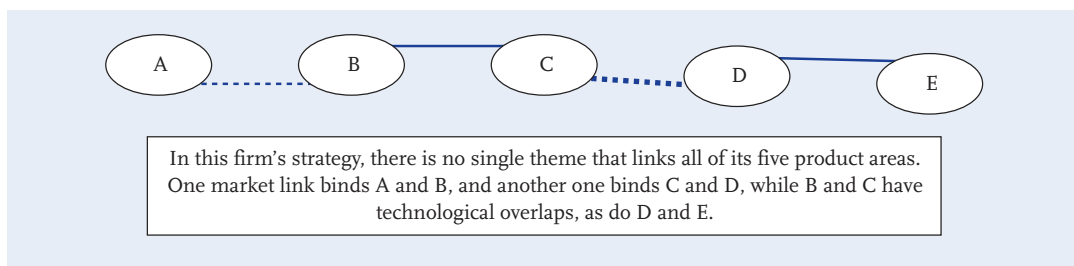 A
B
C
D
E
In this firm’s strategy, there is no single theme that links all of its five product areas.
One market link binds A and B, and another one binds C and D, while B and C have
technological overlaps, as do D and E.